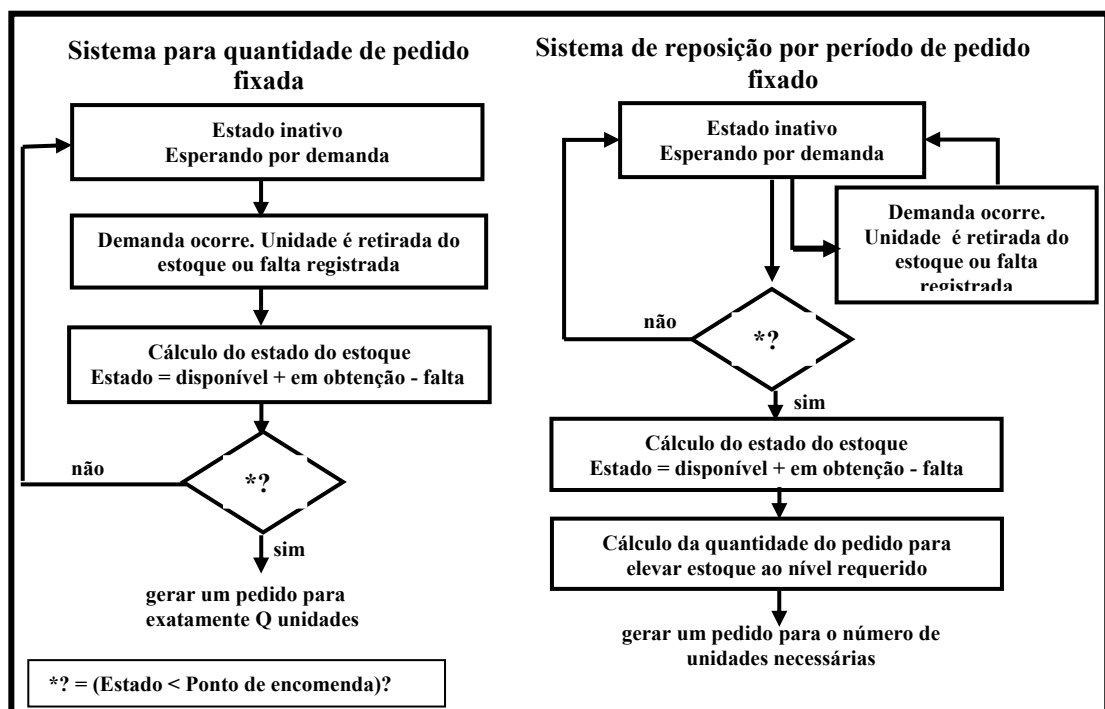 Sistema para quantidade de pedido
fixada
Estado inativo
Esperando por demanda
Demanda ocorre. Unidade é retirada do
estoque ou falta registrada
Cálculo do estado do estoque
Estado = disponível + em obtenção - falta
não
*?
sim
gerar um pedido para
exatamente Q unidades
*? = (Estado < Ponto de encomenda)?
Sistema de reposição por período de pedido
fixado
Estado inativo
Esperando por demanda
Demanda ocorre.
Unidade é retirada do
estoque ou falta
registrada
não
*?
sim
Cálculo do estado do estoque
Estado = disponível + em obtenção - falta
Cálculo da quantidade do pedido para
elevar estoque ao nível requerido
gerar um pedido para o número de
unidades necessárias